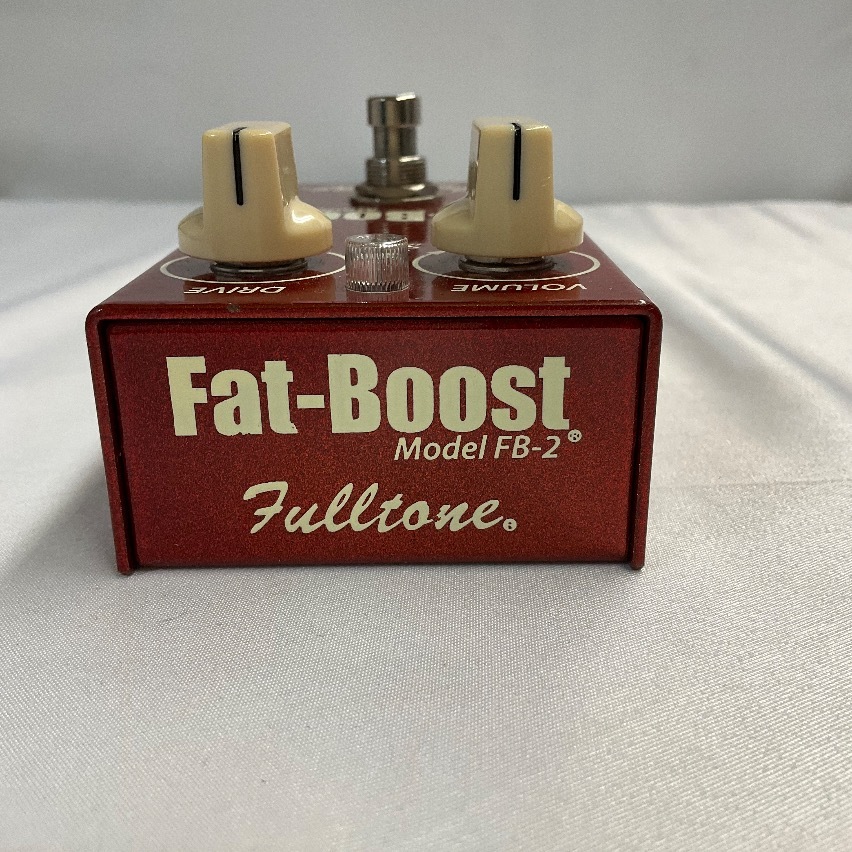 DRIVE
VOLUME
Fat-Boost
Model FB-2®
Fulltone®